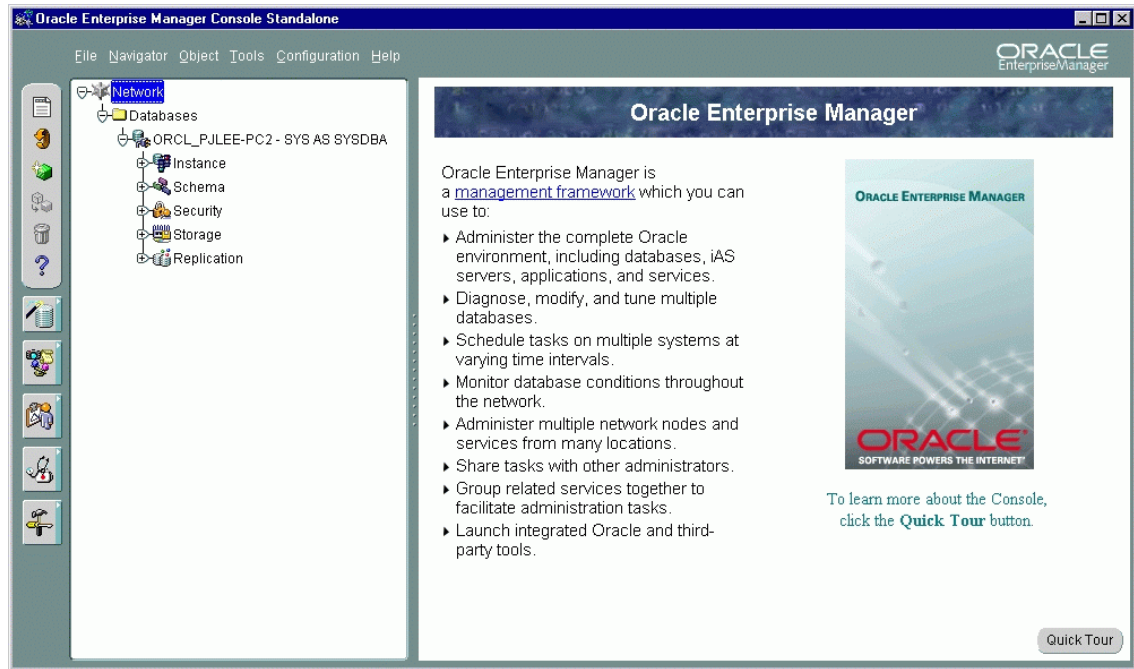 Oracle Enterprise Manager Console Standalone
File Navigator Object Tools Configuration Help
ORACLE
EnterpriseManager
Network
Databases
ORCL_PJLEE-PC2 - SYS AS SYSDBA
Instance
Schema
Security
Storage
Replication
Oracle Enterprise Manager
Oracle Enterprise Manager is
a management framework which you can
use to:
Administer the complete Oracle
environment, including databases, iAS
servers, applications, and services.
Diagnose, modify, and tune multiple
databases.
Schedule tasks on multiple systems at
varying time intervals.
Monitor database conditions throughout
the network.
Administer multiple network nodes and
services from many locations.
Share tasks with other administrators.
Group related services together to
facilitate administration tasks.
Launch integrated Oracle and third-
party tools.
ORACLE ENTERPRISE MANAGER
ORACLE
SOFTWARE POWERS THE INTERNET
To learn more about the Console,
click the Quick Tour button.
Quick Tour